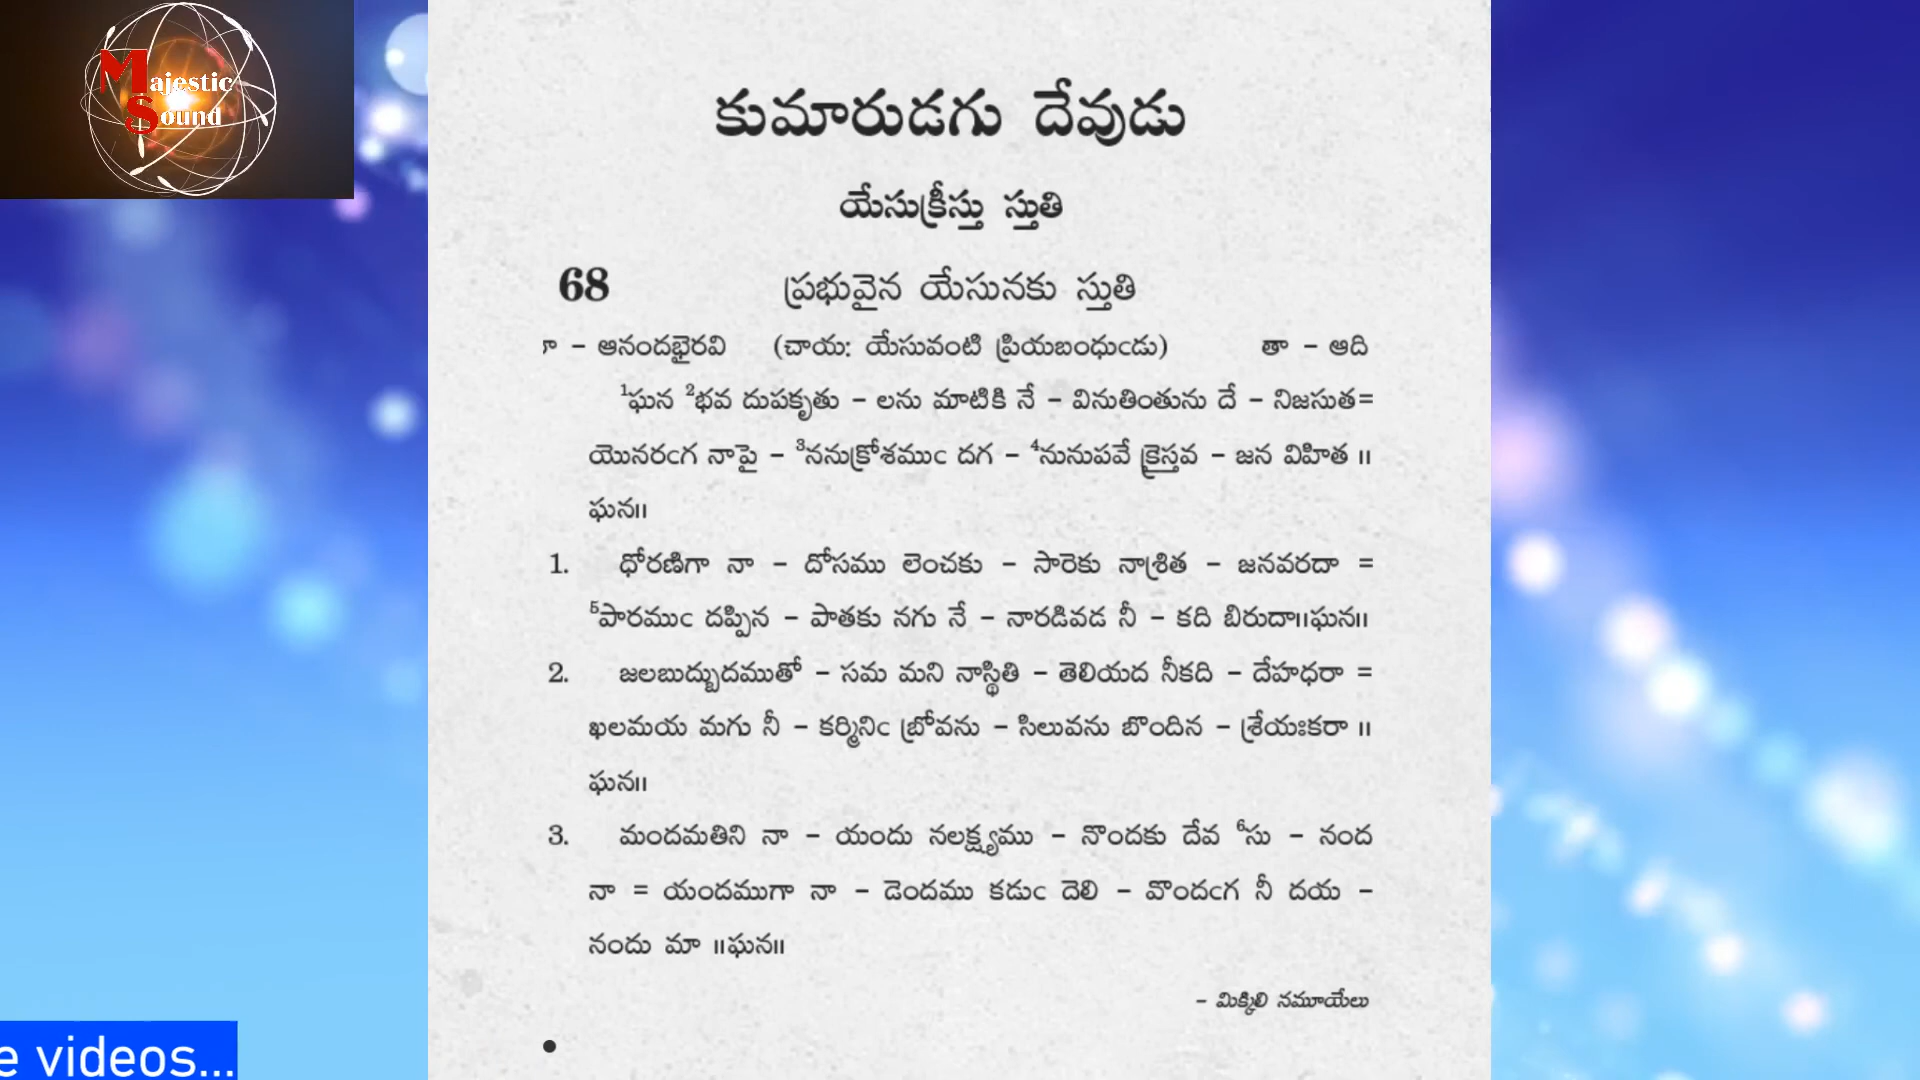 Majestic
Sound
కుమారుడగు దేవుడు
యేసుక్రీస్తు స్తుతి
68 ప్రభువైన యేసునకు స్తుతి
– ఆనందభైరవి (చాయ: యేసువంటి ప్రియబంధుఁడు) తా – ఆది
¹ఘన ²భవ దుపకృతు – లను మాటికి నే – వినుతింతును దే – నిజసుత=
యొనరఁగ నాపై – ³ననుక్రోశముఁ దగ – ⁴నునుపవే క్రైస్తవ – జన విహిత ॥
ఘన॥
1. ధోరణిగా నా – దోసము లెంచకు – సారెకు నాశ్రిత – జనవరదా =
⁵పారముఁ దప్పిన – పాతకు నగు నే – నారడివడ నీ – కది బిరుదా॥ఘన॥
2. జలబుద్బుదముతో – సమ మని నాస్థితి – తెలియద నీకది – దేహధరా =
ఖలమయ మగు నీ – కర్మినిఁ బ్రోవను – సిలువను బొందిన – శ్రేయఃకరా ॥
ఘన॥
3. మందమతిని నా – యందు నలక్ష్యము – నొందకు దేవ ⁶సు – నంద
నా = యందముగా నా – డెందము కడుఁ దెలి – వొందఁగ నీ దయ –
నందు మా ॥ఘన॥
– మిక్కిలి నమూయేలు
e videos...